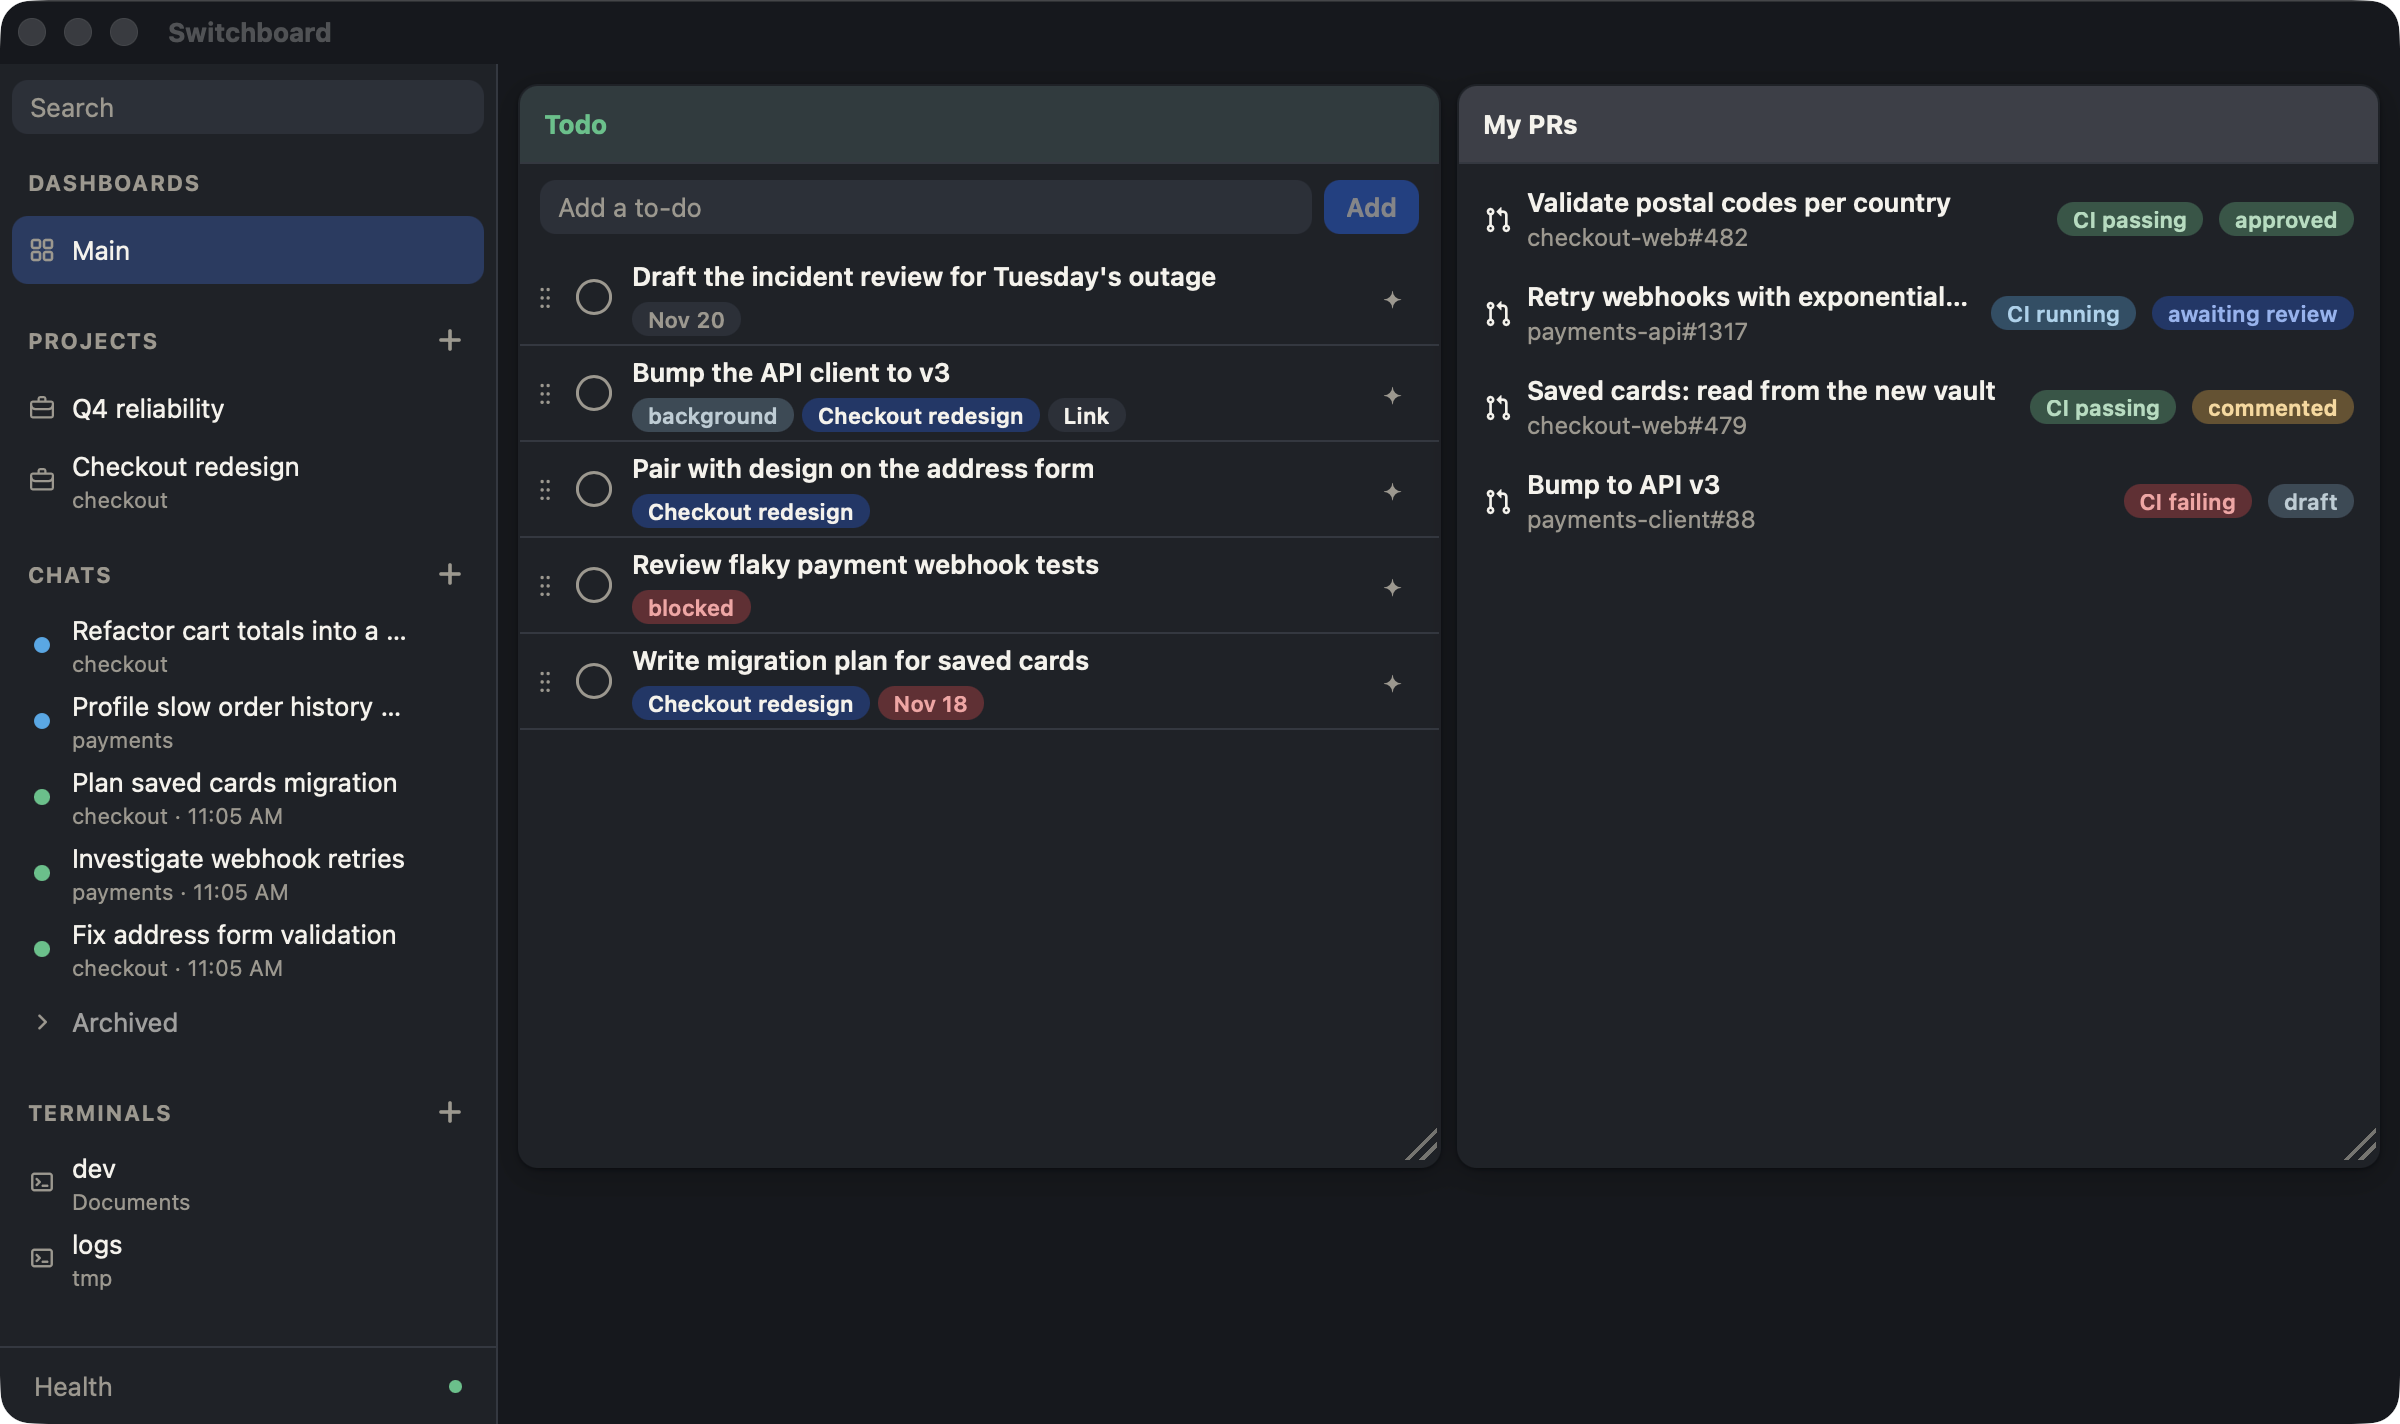 Switchboard
Search
DASHBOARDS
Main
PROJECTS
Q4 reliability
Checkout redesign
checkout
CHATS
Refactor cart totals into a ...
checkout
Profile slow order history ...
payments
Plan saved cards migration
checkout · 11:05 AM
Investigate webhook retries
payments · 11:05 AM
Fix address form validation
checkout · 11:05 AM
Archived
TERMINALS
dev
Documents
logs
tmp
Health
Todo
Add a to-do
Add
Draft the incident review for Tuesday's outage
Nov 20
Bump the API client to v3
background Checkout redesign Link
Pair with design on the address form
Checkout redesign
Review flaky payment webhook tests
blocked
Write migration plan for saved cards
Checkout redesign Nov 18
My PRs
Validate postal codes per country
checkout-web#482
CI passing approved
Retry webhooks with exponential...
payments-api#1317
CI running awaiting review
Saved cards: read from the new vault
checkout-web#479
CI passing commented
Bump to API v3
payments-client#88
CI failing draft